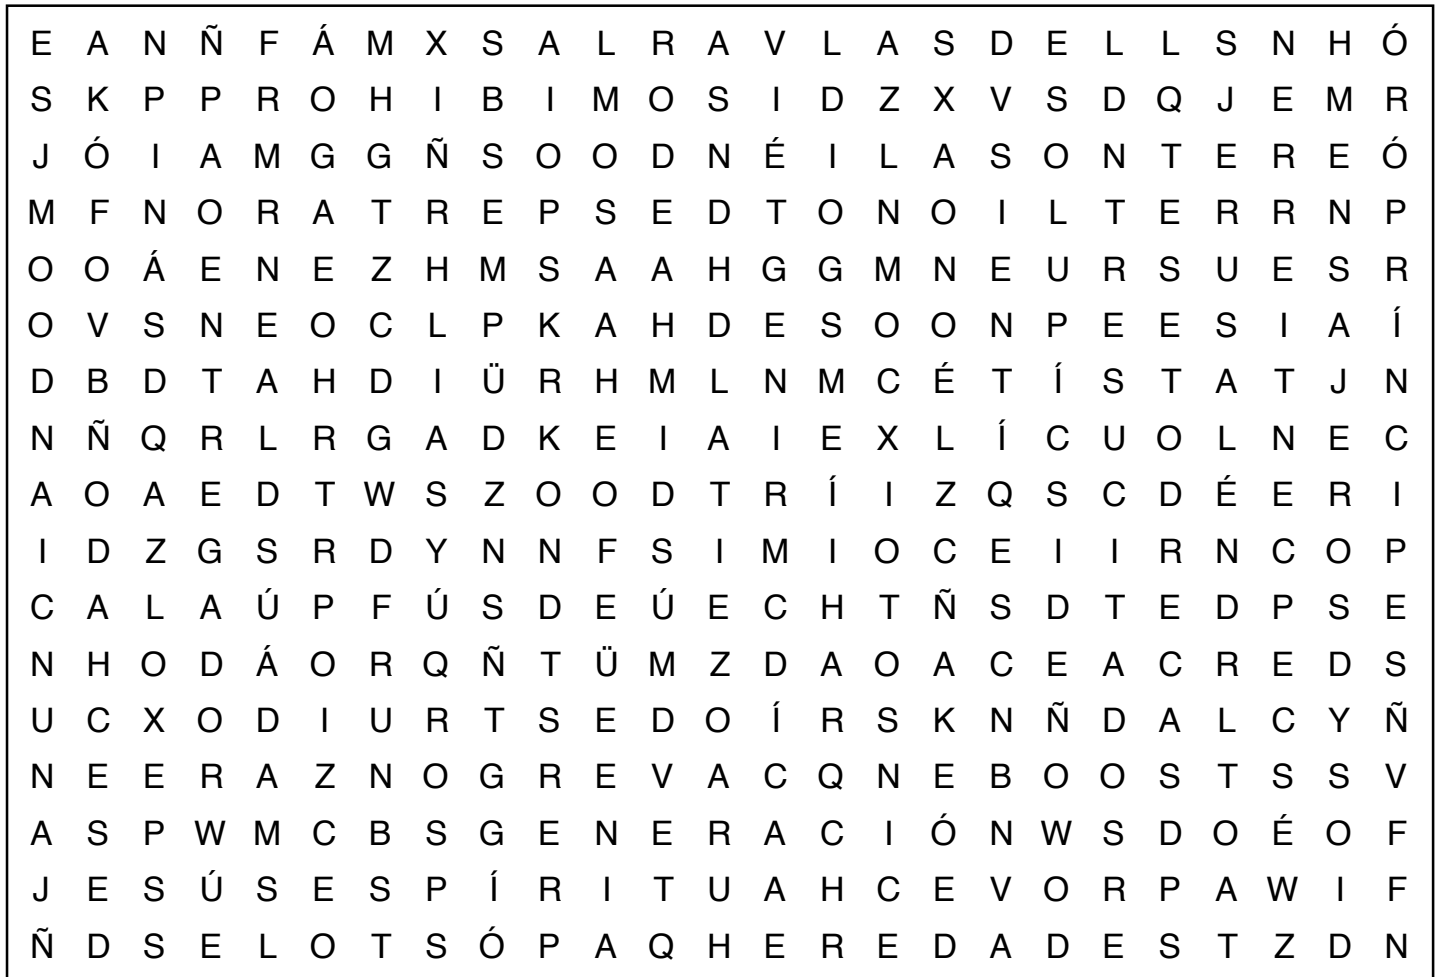 E A N Ñ F Á M X S A L R A V L A S D E L L S N H Ó
S K P P R O H I B I M O S I D Z X V S D Q J E M R
J Ó I A M G G Ñ S O O D N É I L A S O N T E R E Ó
M F N O R A T R E P S E D T O N O I L T E R R N P
O O Á E N E Z H M S A A H G G M N E U R S U E S R
O V S N E O C L P K A H D E S O O N P E E S I A Í
D B D T A H D I Ü R H M L N M C É T Í S T A T J N
N Ñ Q R L R G A D K E I A I E X L Í C U O L N E C
A O A E D T W S Z O O D T R Í I Z Q S C D É E R I
I D Z G S R D Y N N F S I M I O C E I I R N C O P
C A L A Ú P F Ú S D E Ú E C H T Ñ S D T E D P S E
N H O D Á O R Q Ñ T Ü M Z D A O A C E A C R E D S
U C X O D I U R T S E D O Í R S K N Ñ D A L C Y Ñ
N E E R A Z N O G R E V A C Q N E B O O S T S S V
A S P W M C B S G E N E R A C I Ó N W S D O É O F
J E S Ú S E S P Í R I T U A H C E V O R P A W I F
Ñ D S E L O T S Ó P A Q H E R E D A D E S T Z D N